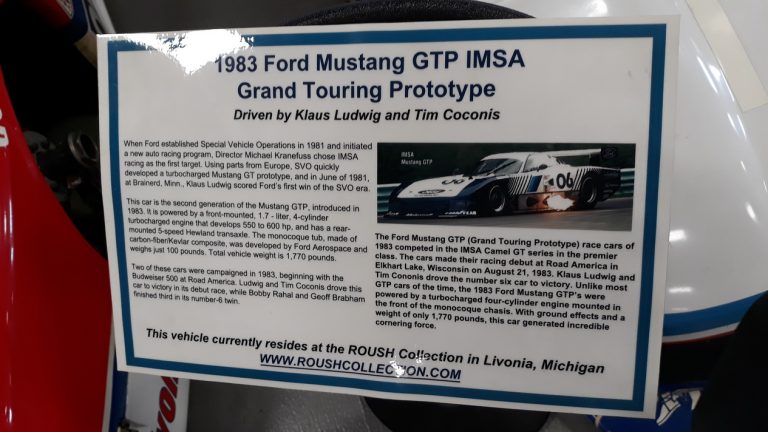 1983 Ford Mustang GTP IMSA
Grand Touring Prototype
Driven by Klaus Ludwig and Tim Coconis
When Ford established Special Vehicle Operations in 1981 and initiated
a new auto racing program, Director Michael Kranefuss chose IMSA
racing as the first target. Using parts from Europe, SVO quickly
developed a turbocharged Mustang GT prototype, and in June of 1981,
at Brainerd, Minn., Klaus Ludwig scored Ford's first win of the SVO era.
This car is the second generation of the Mustang GTP, introduced in
1983. It is powered by a front-mounted, 1.7 - liter, 4-cylinder
turbocharged engine that develops 550 to 600 hp, and has a rear-
mounted 5-speed Hewland transaxle. The monocoque tub, made of
carbon-fiber/Kevlar composite, was developed by Ford Aerospace and
weighs just 100 pounds. Total vehicle weight is 1,770 pounds.
Two of these cars were campaigned in 1983, beginning with the
Budweiser 500 at Road America. Ludwig and Tim Coconis drove this
car to victory in its debut race, while Bobby Rahal and Geoff Brabham
finished third in its number-6 twin.
IMSA
Mustang GTP
06
06
The Ford Mustang GTP (Grand Touring Prototype) race cars of
1983 competed in the IMSA Camel GT series in the premier
class. The cars made their racing debut at Road America in
Elkhart Lake, Wisconsin on August 21, 1983. Klaus Ludwig and
Tim Coconis drove the number six car to victory. Unlike most
GTP cars of the time, the 1983 Ford Mustang GTP's were
powered by a turbocharged four-cylinder engine mounted in
the front of the monocoque chasis. With ground effects and a
weight of only 1,770 pounds, this car generated incredible
cornering force.
This vehicle currently resides at the ROUSH Collection in Livonia, Michigan
WWW.ROUSHCOLLECTION.COM